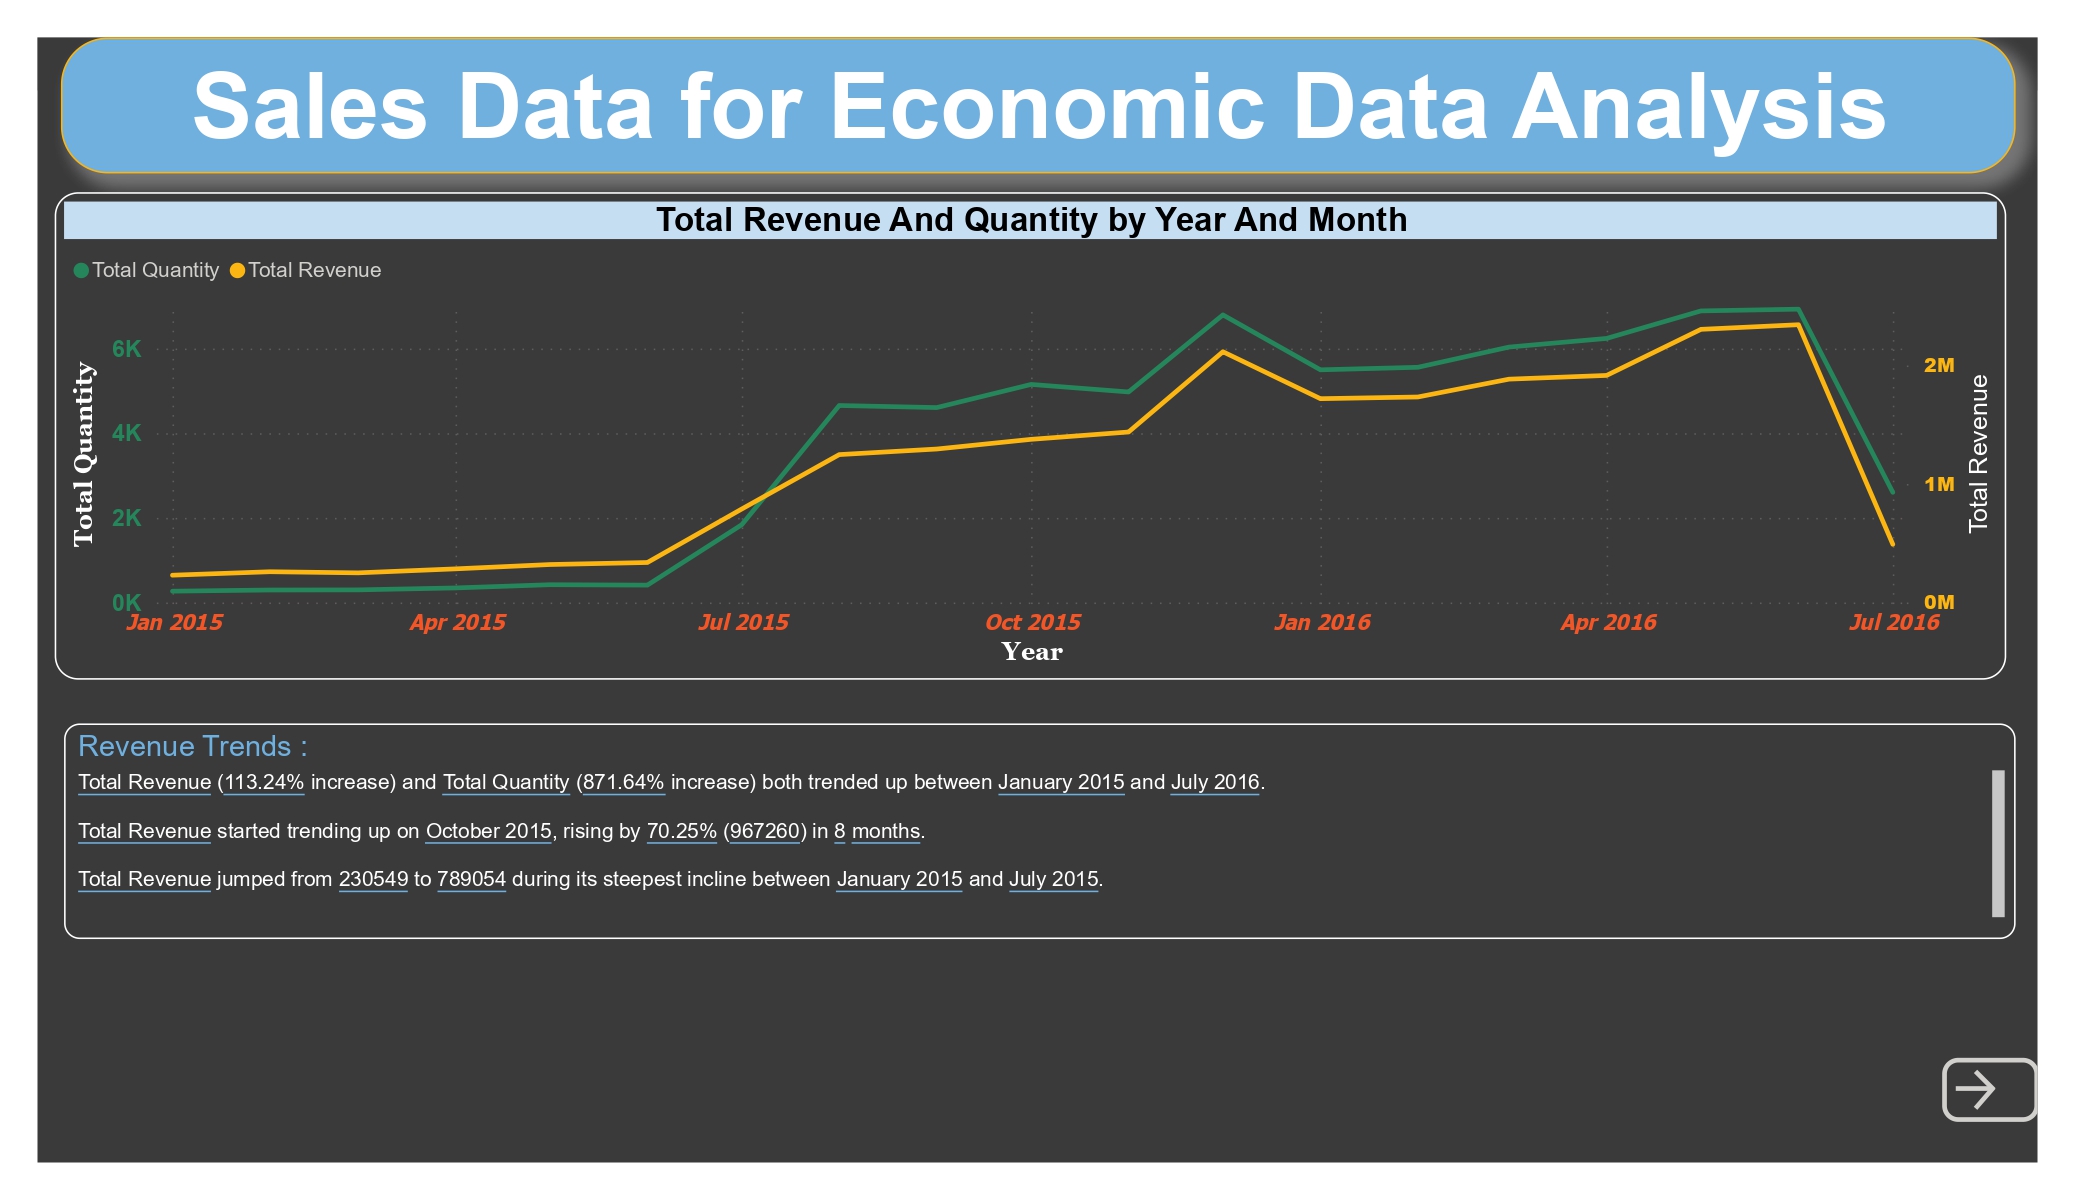 Sales Data for Economic Data Analysis
Total Revenue And Quantity by Year And Month
Total Quantity Total Revenue
Total Quantity
6K
4K
2K
0K
2M
1M
0M
Total Revenue
Jan 2015 Apr 2015 Jul 2015 Oct 2015 Jan 2016 Apr 2016 Jul 2016
Year
Revenue Trends :
Total Revenue (113.24% increase) and Total Quantity (871.64% increase) both trended up between January 2015 and July 2016.
Total Revenue started trending up on October 2015, rising by 70.25% (967260) in 8 months.
Total Revenue jumped from 230549 to 789054 during its steepest incline between January 2015 and July 2015.